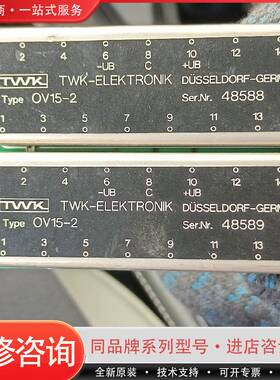 商·一站式服务
2 4 6 8 10 12 14
-UB C +UB
TWK TWK-ELEKTRONIK DÜSSELDORF-GERM
Type OV15-2 Ser.Nr. 48588
1 3 5 7 9 11 13
2 4 6 8 10 12
-UB C +UB
TWK TWK-ELEKTRONIK DÜSSELDORF-GERM
Type OV15-2 Ser.Nr. 48589
1 3 5 7 9 11 13
修咨询
同品牌系列型号·进店咨询
全新原装 | 技术支持 | 可开专票